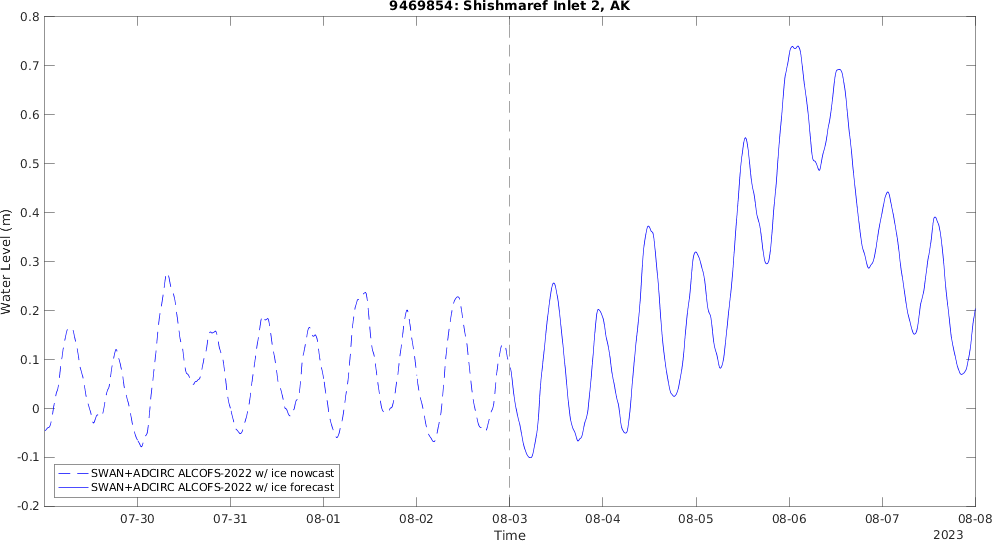 9469854: Shishmaref Inlet 2, AK
0.8
0.7
0.6
0.5
0.4
0.3
0.2
0.1
0
-0.1
-0.2
Water Level (m)
SWAN+ADCIRC ALCOFS-2022 w/ ice nowcast
SWAN+ADCIRC ALCOFS-2022 w/ ice forecast
07-30 07-31 08-01 08-02 08-03 08-04 08-05 08-06 08-07 08-08
Time
2023